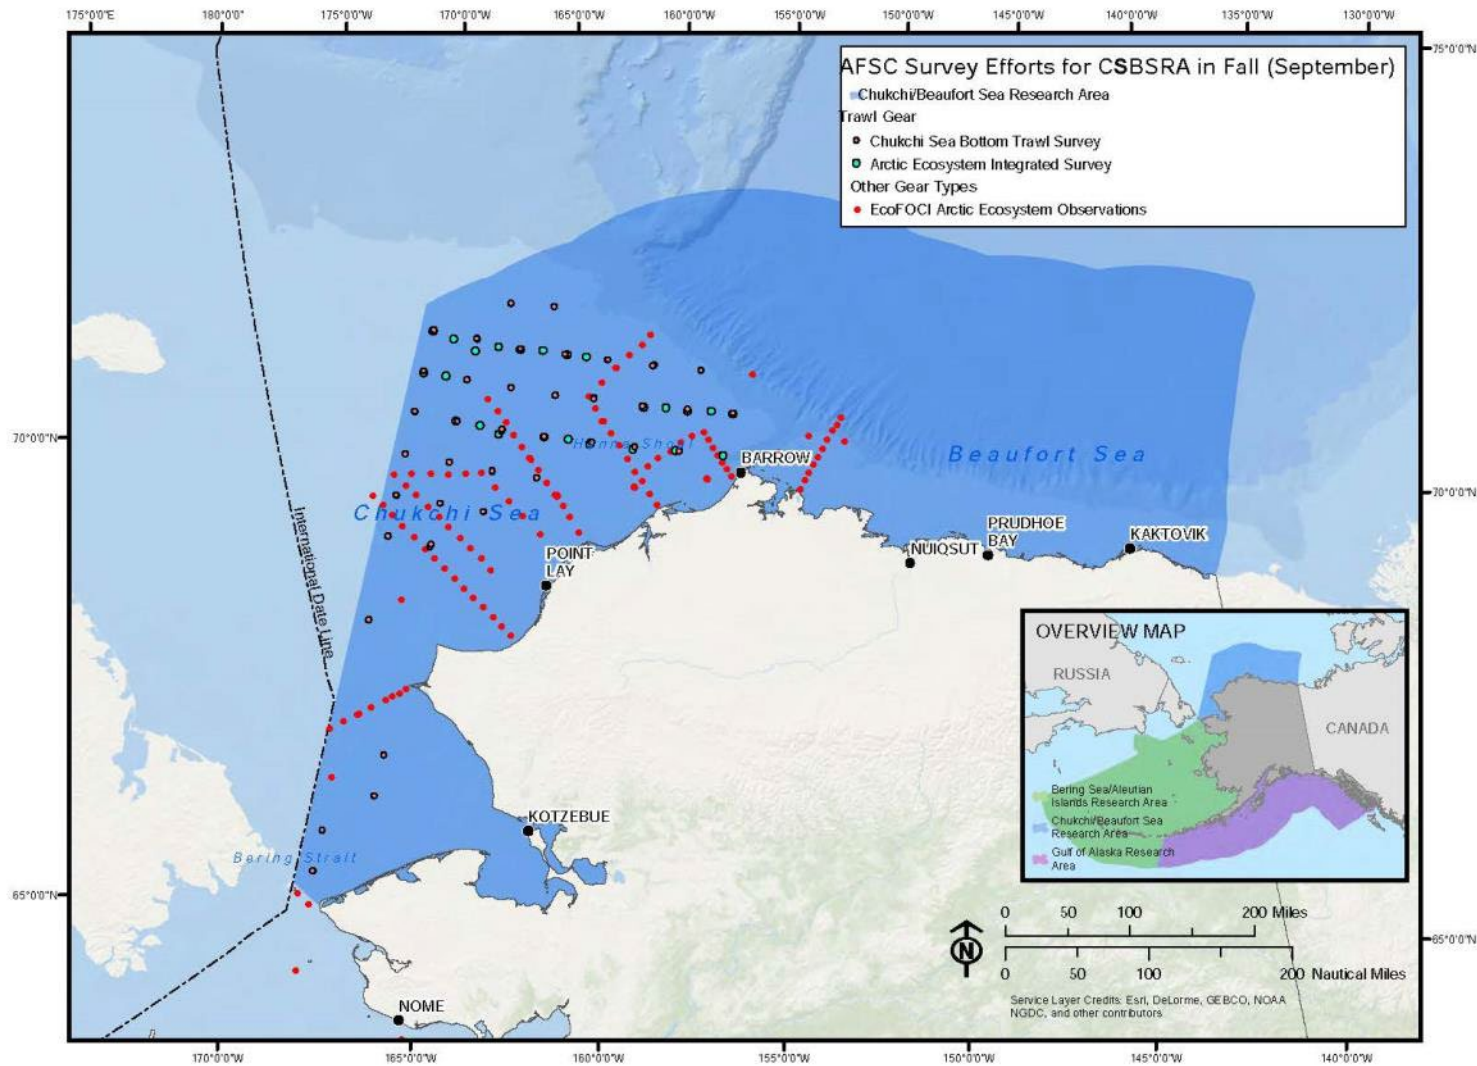 175°0'0"E
180°0'0"
175°0'0"W
170°0'0"W
165°0'0"W
160°0'0"W
155°0'0"W
150°0'0"W
145°0'0"W
140°0'0"W
135°0'0"W
130°0'0"W
75°0'0"N
AFSC Survey Efforts for CSBSRA in Fall (September)
Chukchi/Beaufort Sea Research Area
Trawl Gear
Chukchi Sea Bottom Trawl Survey
Arctic Ecosystem Integrated Survey
Other Gear Types
EcoFOCI Arctic Ecosystem Observations
70°0'0"N
Hanna Shoal
BARROW
Beaufort Sea
70°0'0"N
Chukchi Sea
International Date Line
POINT
LAY
NUIQSUT
PRUDHOE
BAY
KAKTOVIK
OVERVIEW MAP
RUSSIA
CANADA
Bering Sea/Aleutian
Islands Research Area
Chukchi/Beaufort Sea
Research Area
Gulf of Alaska Research
Area
KOTZEBUE
Bering Strait
65°0'0"N
0 50 100 200 Miles
N
0 50 100 200 Nautical Miles
65°0'0"N
Service Layer Credits: Esri, DeLorme, GEBCO, NOAA
NGDC, and other contributors
NOME
170°0'0"W
165°0'0"W
160°0'0"W
155°0'0"W
150°0'0"W
145°0'0"W
140°0'0"W